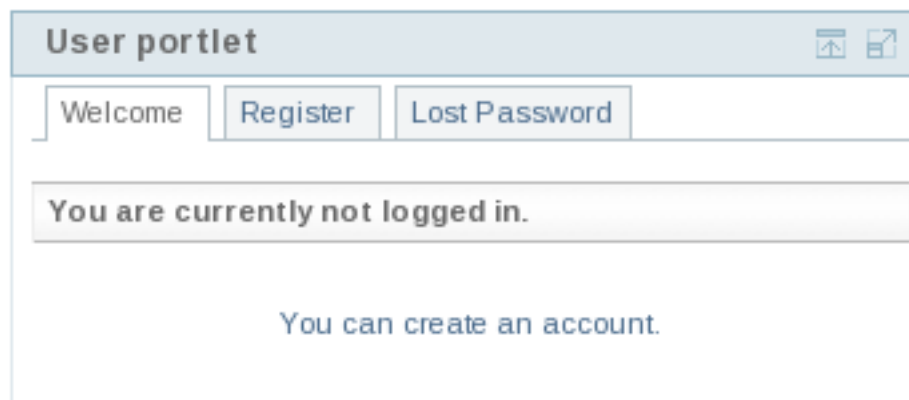 User portlet
Welcome Register Lost Password
You are currently not logged in.
You can create an account.